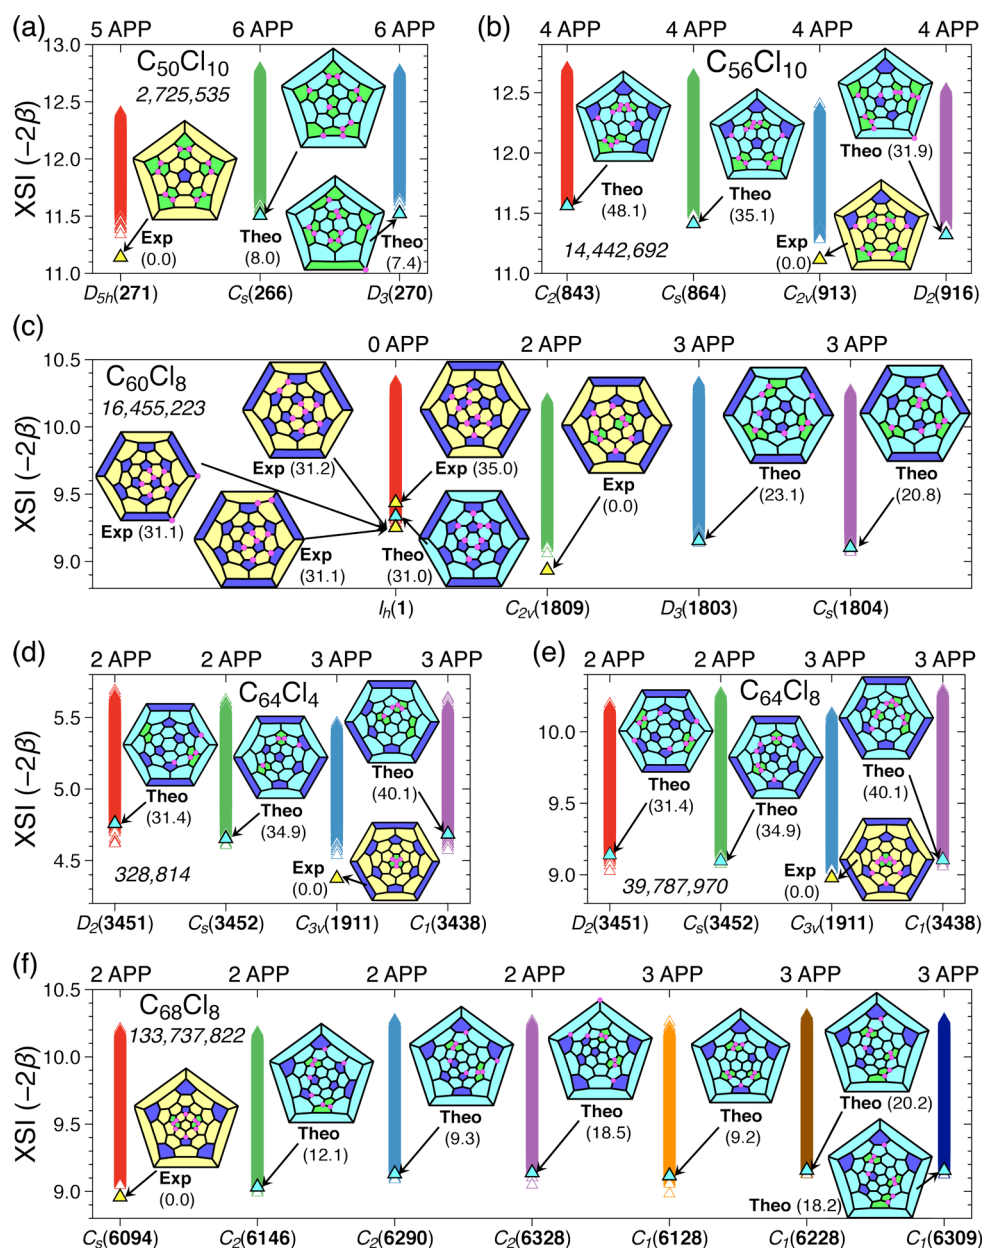 (a) 5 APP 6 APP 6 APP
XSI (−2β)
13.0
12.5
12.0
11.5
11.0
C50Cl10
2,725,535
Exp
(0.0)
Theo
(8.0)
Theo
(7.4)
D5h(271) Cs(266) D3(270)
(b) 4 APP 4 APP 4 APP 4 APP
12.5
12.0
11.5
11.0
C56Cl10
14,442,692
Theo
(48.1)
Theo
(35.1)
Theo (31.9)
Exp
(0.0)
C2(843) Cs(864) C2v(913) D2(916)
(c) 0 APP 2 APP 3 APP 3 APP
XSI (−2β)
10.5
10.0
9.5
9.0
C60Cl8
16,455,223
Exp (31.2)
Exp (35.0)
Exp (31.1)
Exp
(31.1)
Theo
(31.0)
Exp
(0.0)
Theo
(23.1)
Theo
(20.8)
Ih(1) C2v(1809) D3(1803) Cs(1804)
(d) 2 APP 2 APP 3 APP 3 APP
XSI (−2β)
5.5
5.0
4.5
C64Cl4
328,814
Theo
(31.4)
Theo
(34.9)
Exp
(0.0)
Theo
(40.1)
D2(3451) Cs(3452) C3v(1911) C1(3438)
(e) 2 APP 2 APP 3 APP 3 APP
10.0
9.5
9.0
C64Cl8
39,787,970
Theo
(31.4)
Theo
(34.9)
Exp
(0.0)
Theo
(40.1)
D2(3451) Cs(3452) C3v(1911) C1(3438)
(f) 2 APP 2 APP 2 APP 2 APP 3 APP 3 APP 3 APP
XSI (−2β)
10.5
10.0
9.5
9.0
C68Cl8
133,737,822
Exp
(0.0)
Theo
(12.1)
Theo
(9.3)
Theo
(18.5)
Theo
(9.2)
Theo (20.2)
Theo (18.2)
Cs(6094) C2(6146) C2(6290) C2(6328) C1(6128) C1(6228) C1(6309)